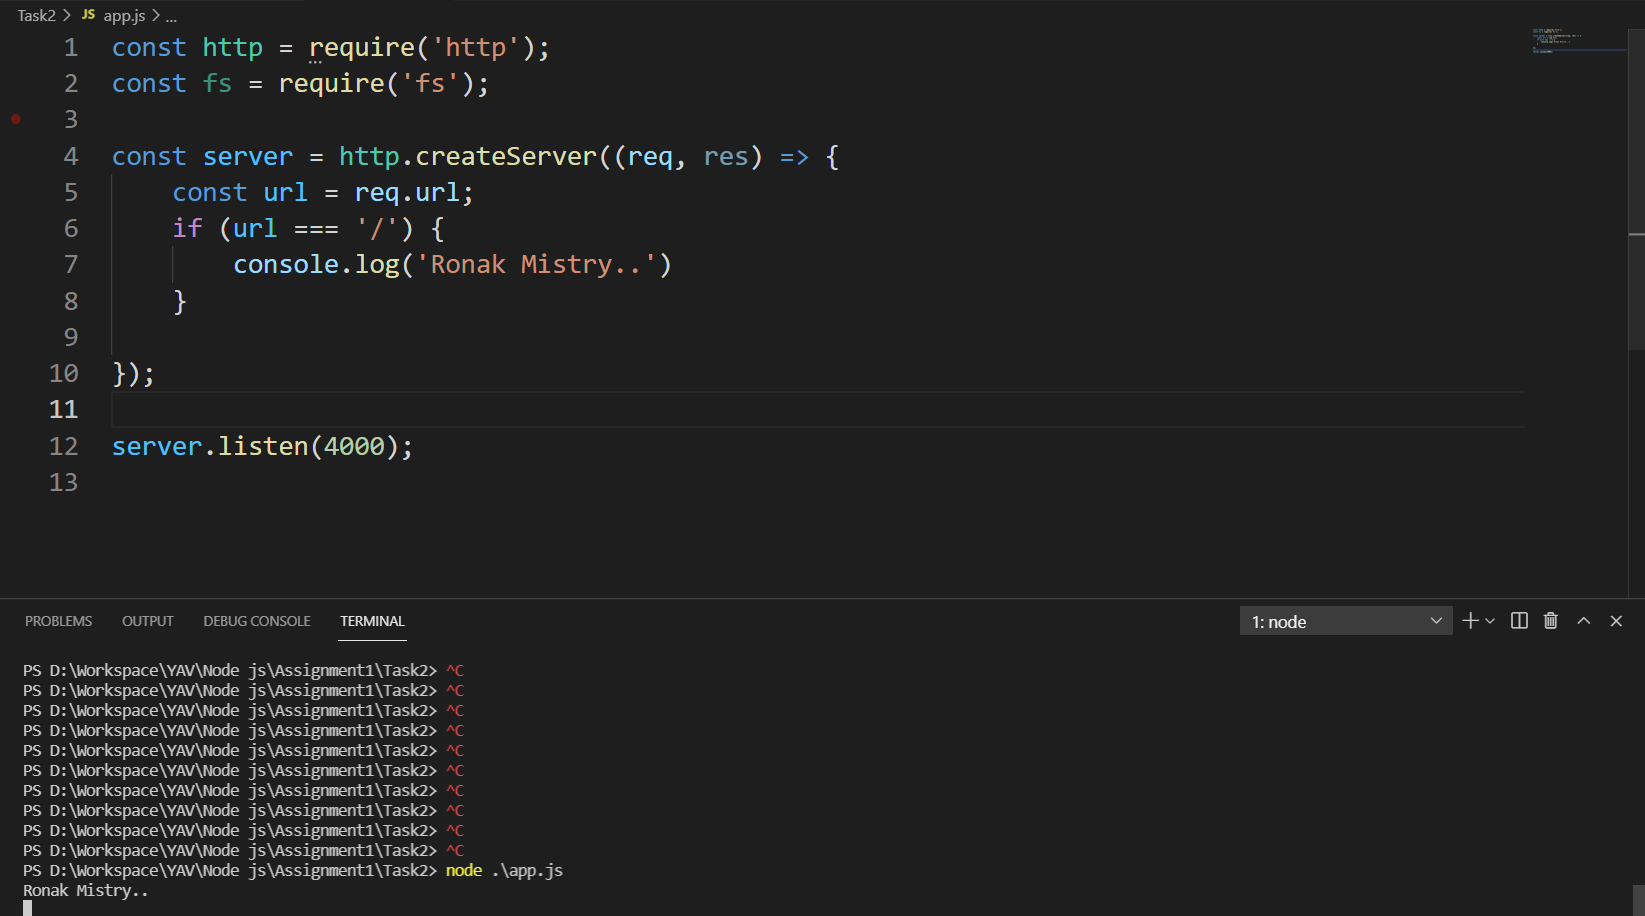 Task2 > JS app.js > ...
1 const http = require('http');
2 const fs = require('fs');
3
4 const server = http.createServer((req, res) => {
5     const url = req.url;
6     if (url === '/') {
7         console.log('Ronak Mistry..')
8     }
9
10 });
11
12 server.listen(4000);
13
PROBLEMS OUTPUT DEBUG CONSOLE TERMINAL 1: node
PS D:\Workspace\YAV\Node js\Assignment1\Task2> ^C
PS D:\Workspace\YAV\Node js\Assignment1\Task2> ^C
PS D:\Workspace\YAV\Node js\Assignment1\Task2> ^C
PS D:\Workspace\YAV\Node js\Assignment1\Task2> ^C
PS D:\Workspace\YAV\Node js\Assignment1\Task2> ^C
PS D:\Workspace\YAV\Node js\Assignment1\Task2> ^C
PS D:\Workspace\YAV\Node js\Assignment1\Task2> ^C
PS D:\Workspace\YAV\Node js\Assignment1\Task2> ^C
PS D:\Workspace\YAV\Node js\Assignment1\Task2> ^C
PS D:\Workspace\YAV\Node js\Assignment1\Task2> ^C
PS D:\Workspace\YAV\Node js\Assignment1\Task2> node .\app.js
Ronak Mistry..